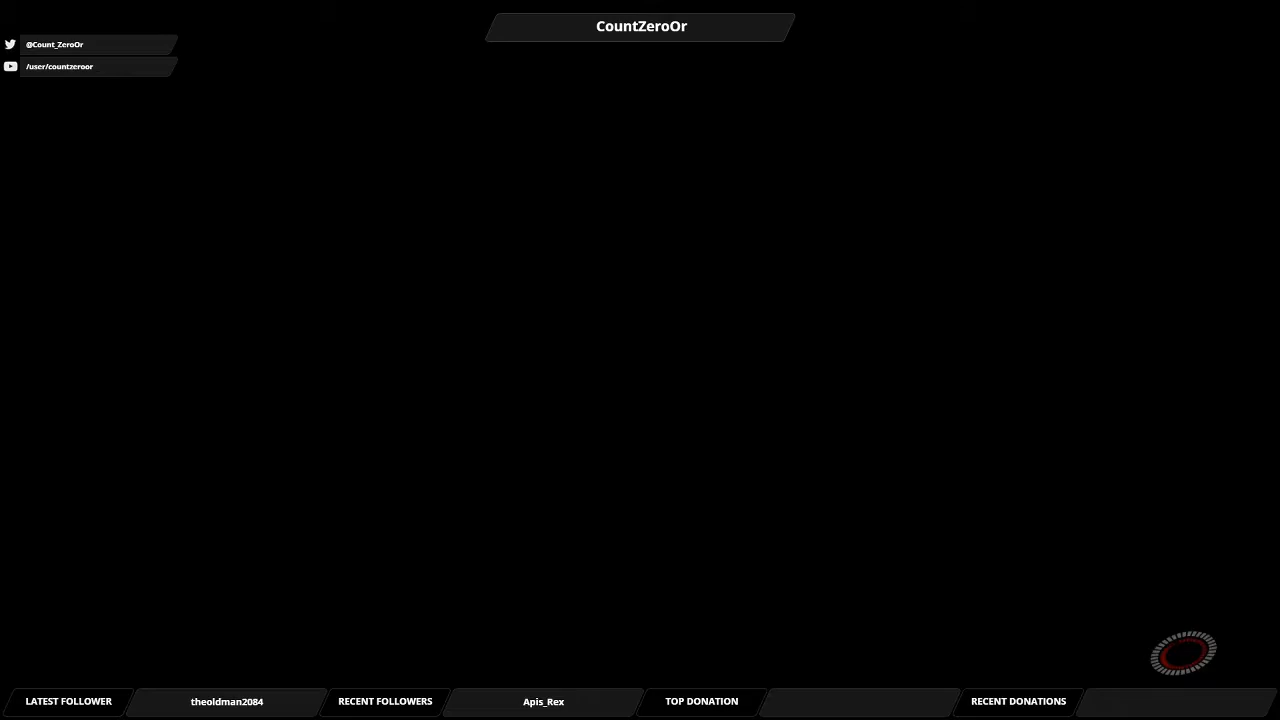 CountZeroOr
@Count_ZeroOr
/user/countzeroor
LATEST FOLLOWER theoldman2084 RECENT FOLLOWERS Apis_Rex TOP DONATION RECENT DONATIONS